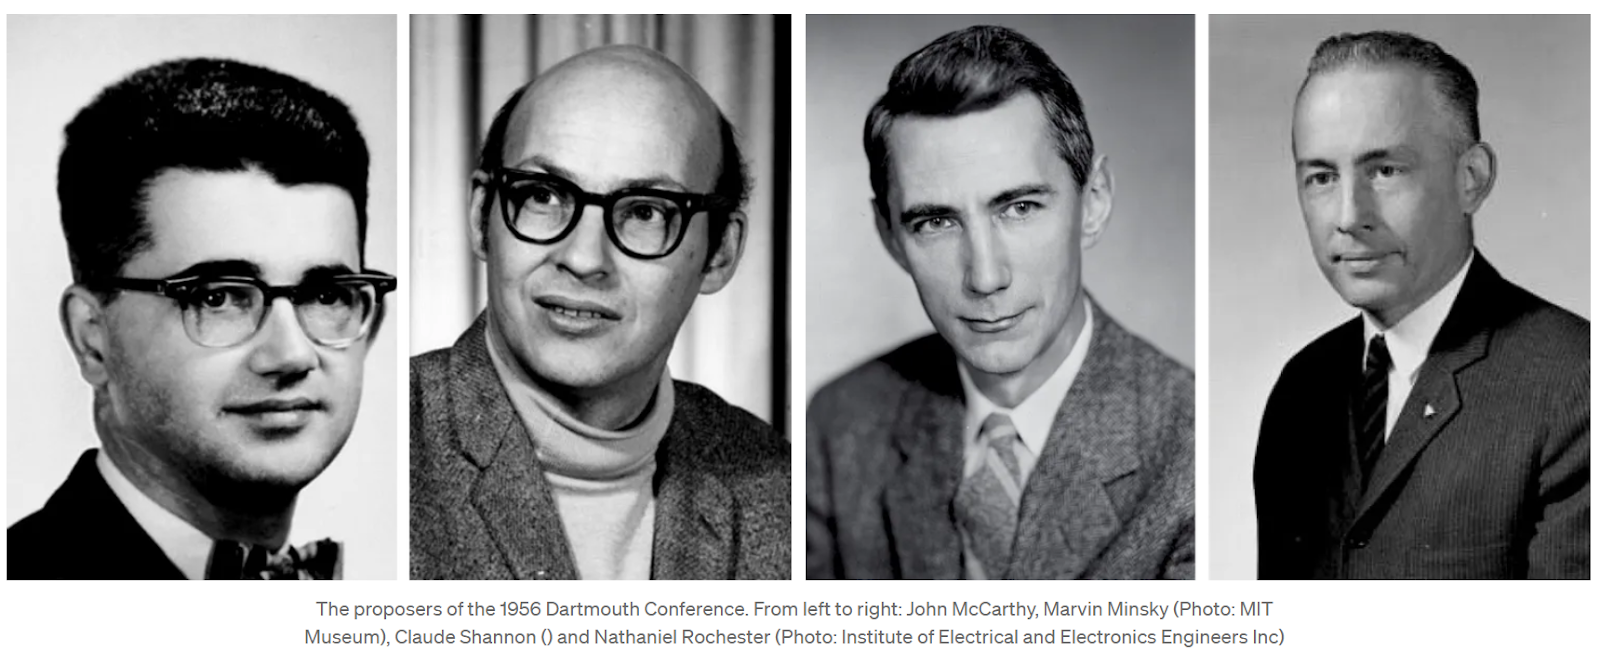 The proposers of the 1956 Dartmouth Conference. From left to right: John McCarthy, Marvin Minsky (Photo: MIT
Museum), Claude Shannon () and Nathaniel Rochester (Photo: Institute of Electrical and Electronics Engineers Inc)